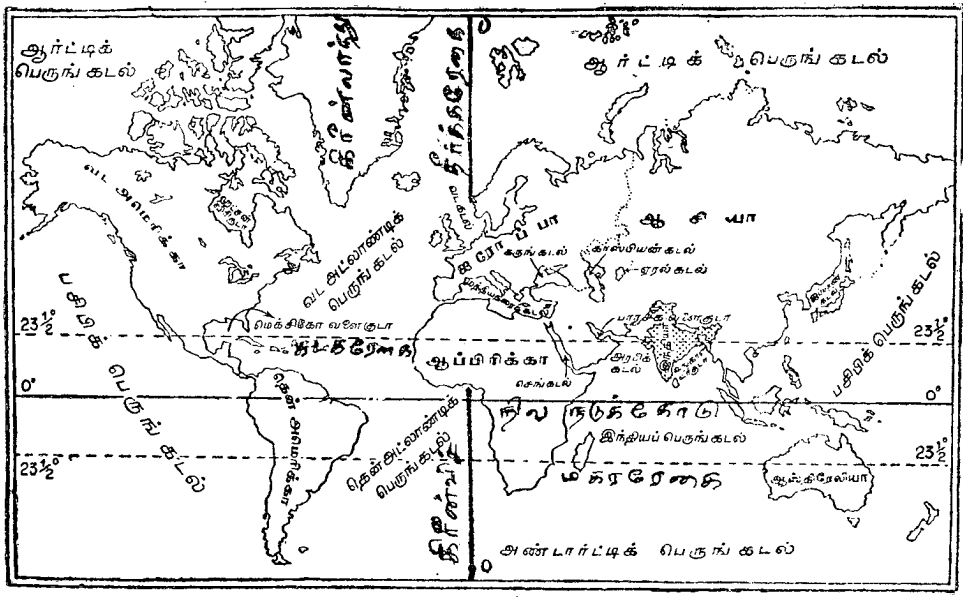 ஆர்ட்டிக்
பெருங்கடல்
கிரீன்லாந்து
தீர்த்தரேகை
0
ஆர்ட்டிக் பெருங்கடல்
வட அமெரிக்கா
வடகடல்
ஆசியா
ஐரோப்பா
கருங்கடல்
காஸ்பியன்கடல்
ஏரல்கடல்
வட அட்லாண்டிக்
பெருங்கடல்
பசிபிக்
பெருங்கடல்
பசிபிக் பெருங்கடல்
மெக்சிகோ வளைகுடா
23½°
23½°
கடகரேகை
ஆப்பிரிக்கா
அரபிக்
கடல்
செங்கடல்
0°
0°
தென் அமெரிக்கா
நில நடுக்கோடு
இந்தியப்பெருங்கடல்
தென்அட்லாண்டிக்
பெருங்கடல்
23½°
23½°
மகரரேகை
ஆஸ்திரேலியா
கிரீன்விச்
அண்டார்ட்டிக் பெருங்கடல்
0